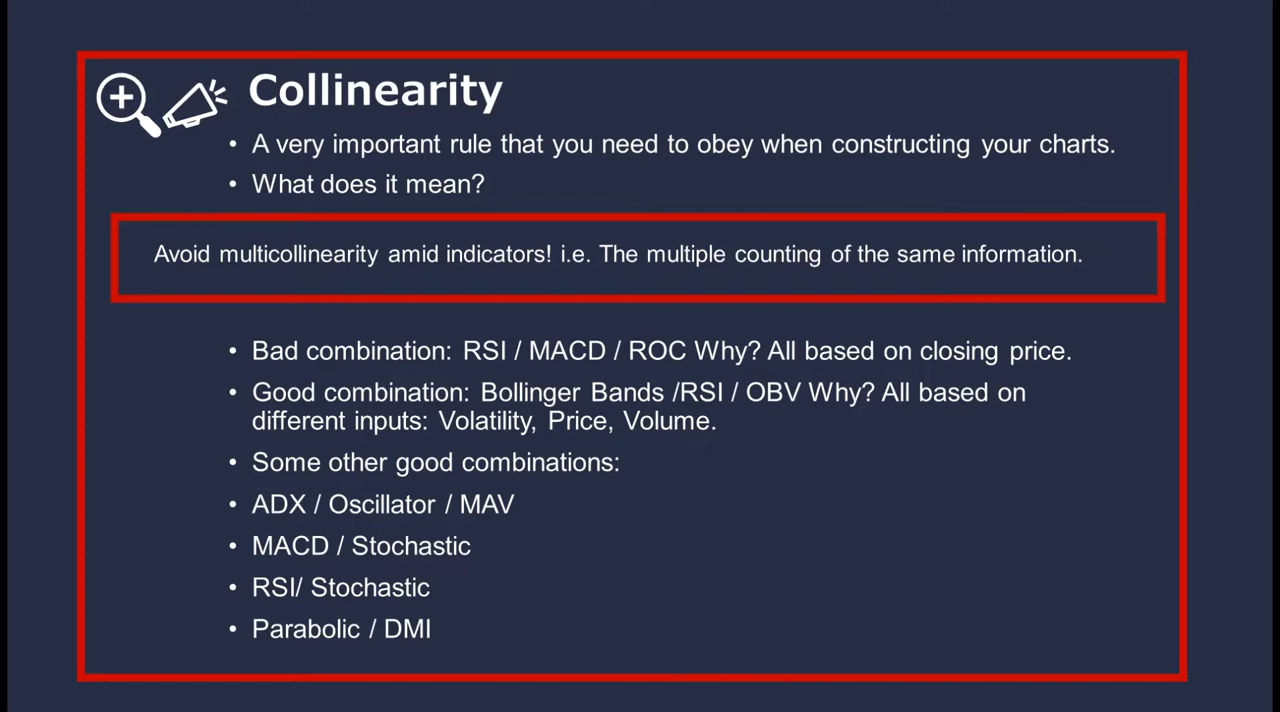 Collinearity
• A very important rule that you need to obey when constructing your charts.
• What does it mean?
Avoid multicollinearity amid indicators! i.e. The multiple counting of the same information.
• Bad combination: RSI / MACD / ROC Why? All based on closing price.
• Good combination: Bollinger Bands /RSI / OBV Why? All based on
different inputs: Volatility, Price, Volume.
• Some other good combinations:
• ADX / Oscillator / MAV
• MACD / Stochastic
• RSI/ Stochastic
• Parabolic / DMI